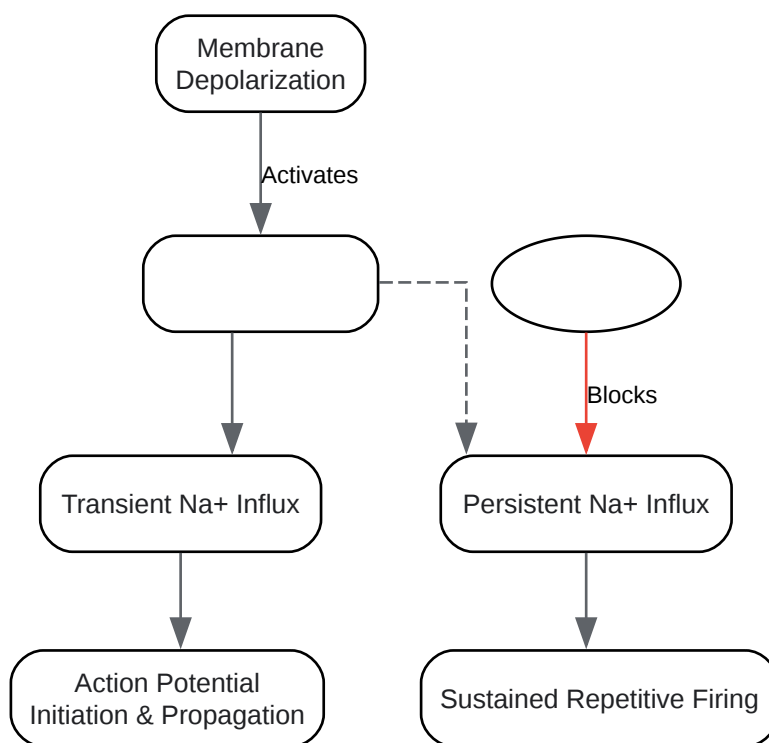 Membrane
Depolarization
Activates
Blocks
Transient Na+ Influx
Persistent Na+ Influx
Action Potential
Initiation & Propagation
Sustained Repetitive Firing